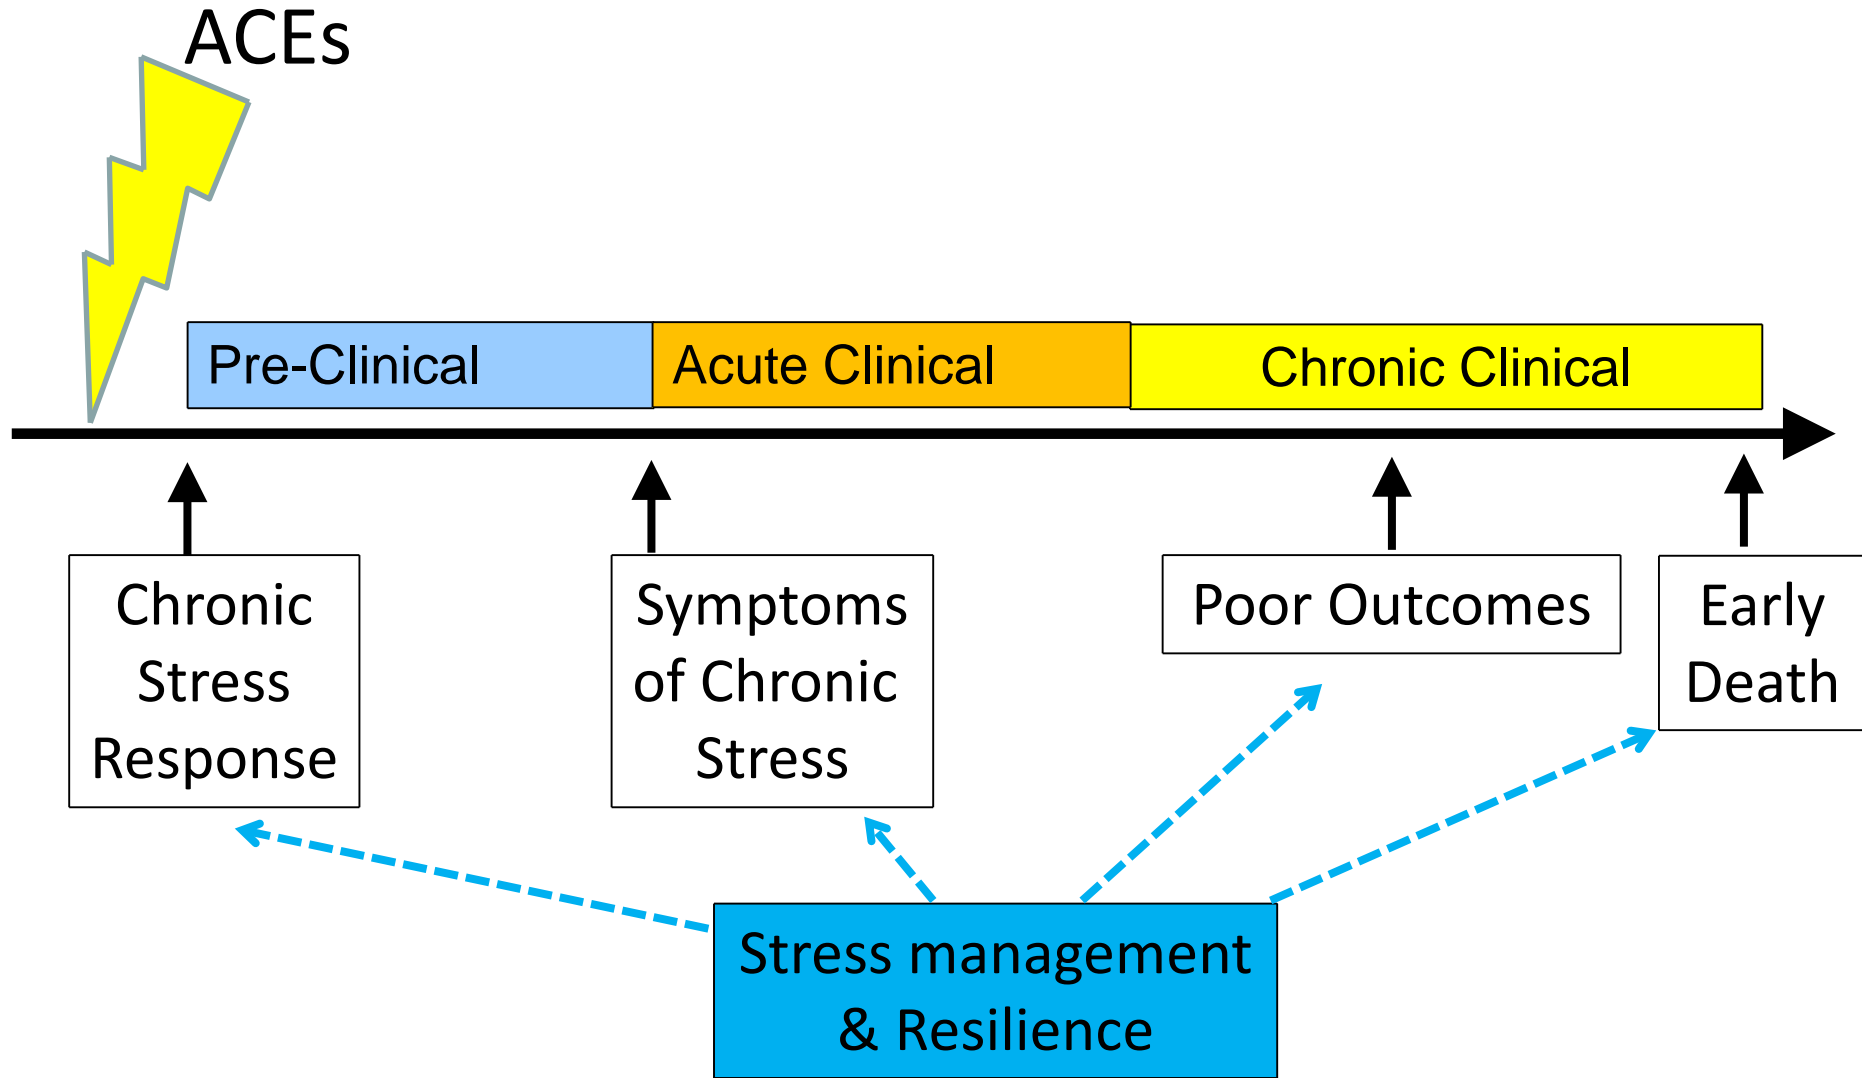 ACEs
Pre-Clinical
Acute Clinical
Chronic Clinical
Chronic
Stress
Response
Symptoms
of Chronic
Stress
Poor Outcomes
Early
Death
Stress management
& Resilience